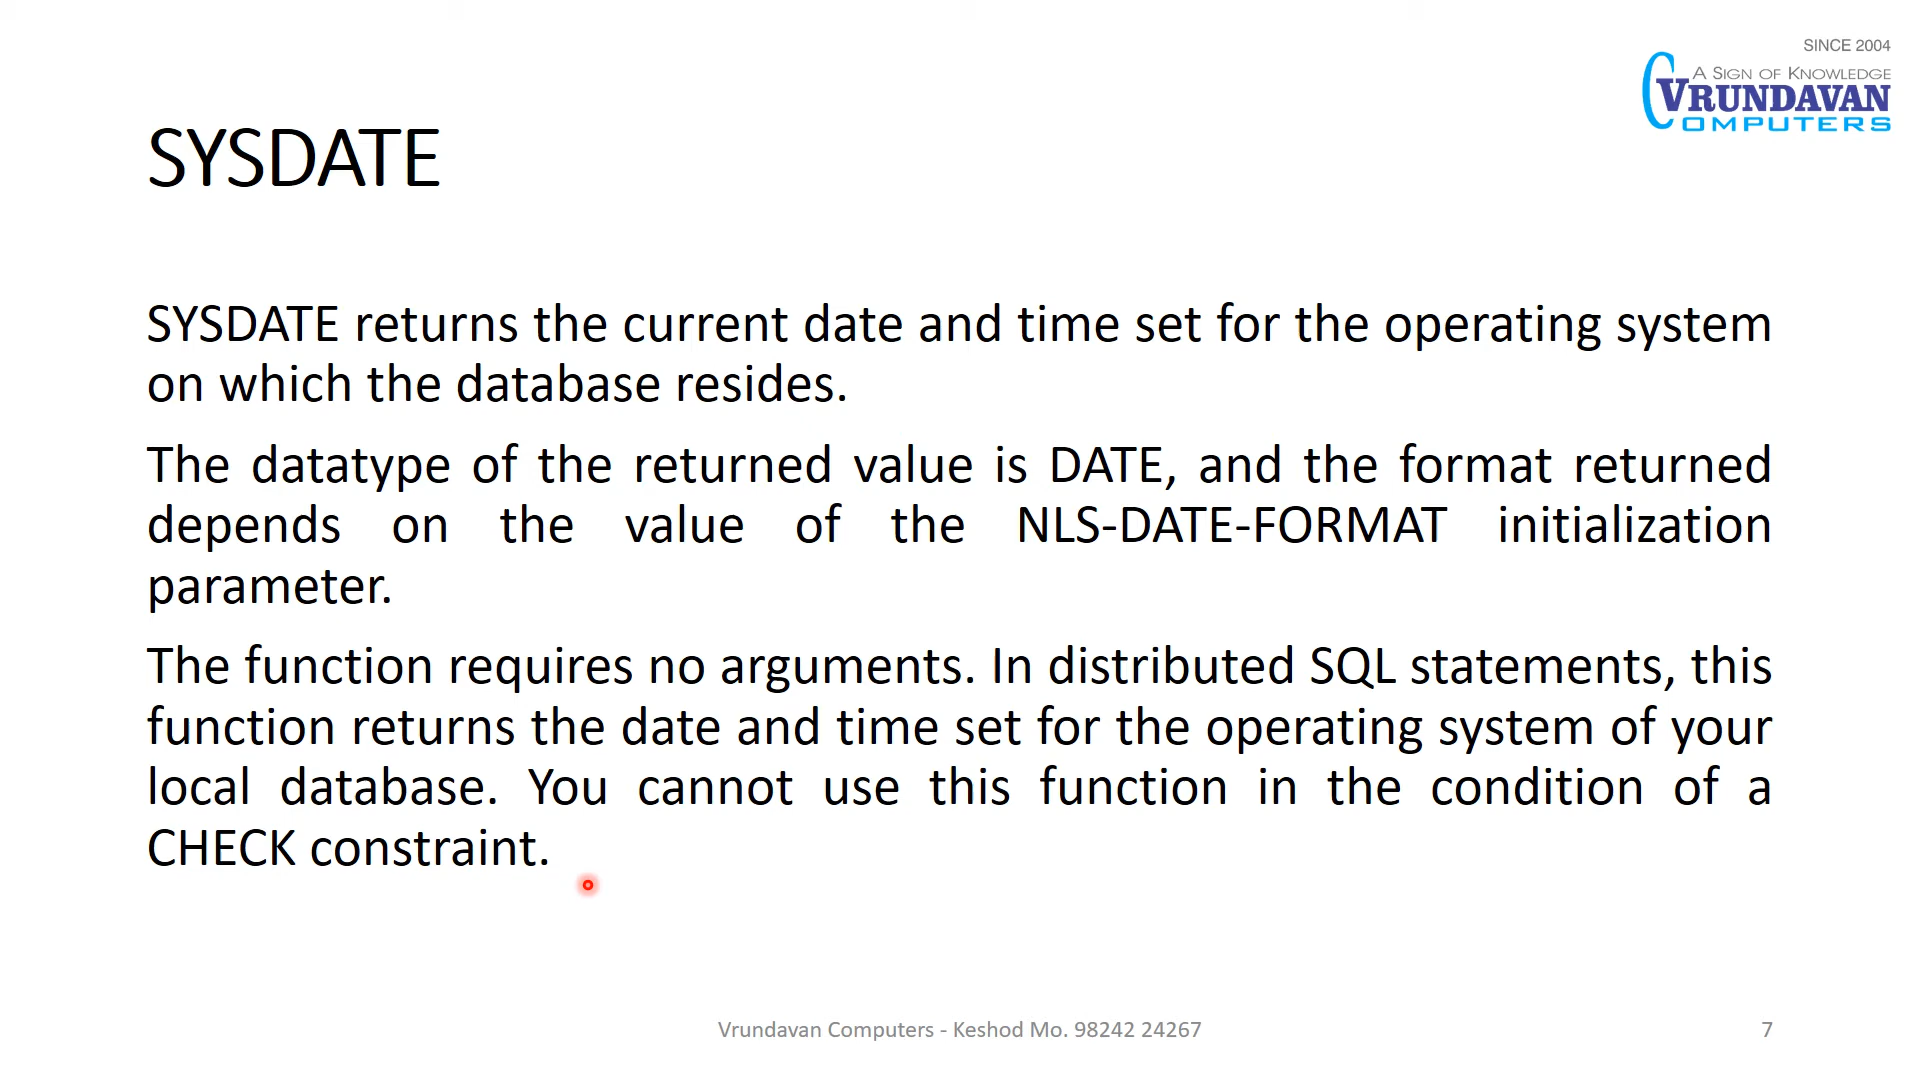 SINCE 2004
A SIGN OF KNOWLEDGE
VRUNDAVAN
COMPUTERS
SYSDATE
SYSDATE returns the current date and time set for the operating system
on which the database resides.
The datatype of the returned value is DATE, and the format returned
depends on the value of the NLS-DATE-FORMAT initialization
parameter.
The function requires no arguments. In distributed SQL statements, this
function returns the date and time set for the operating system of your
local database. You cannot use this function in the condition of a
CHECK constraint.
Vrundavan Computers - Keshod Mo. 98242 24267
7